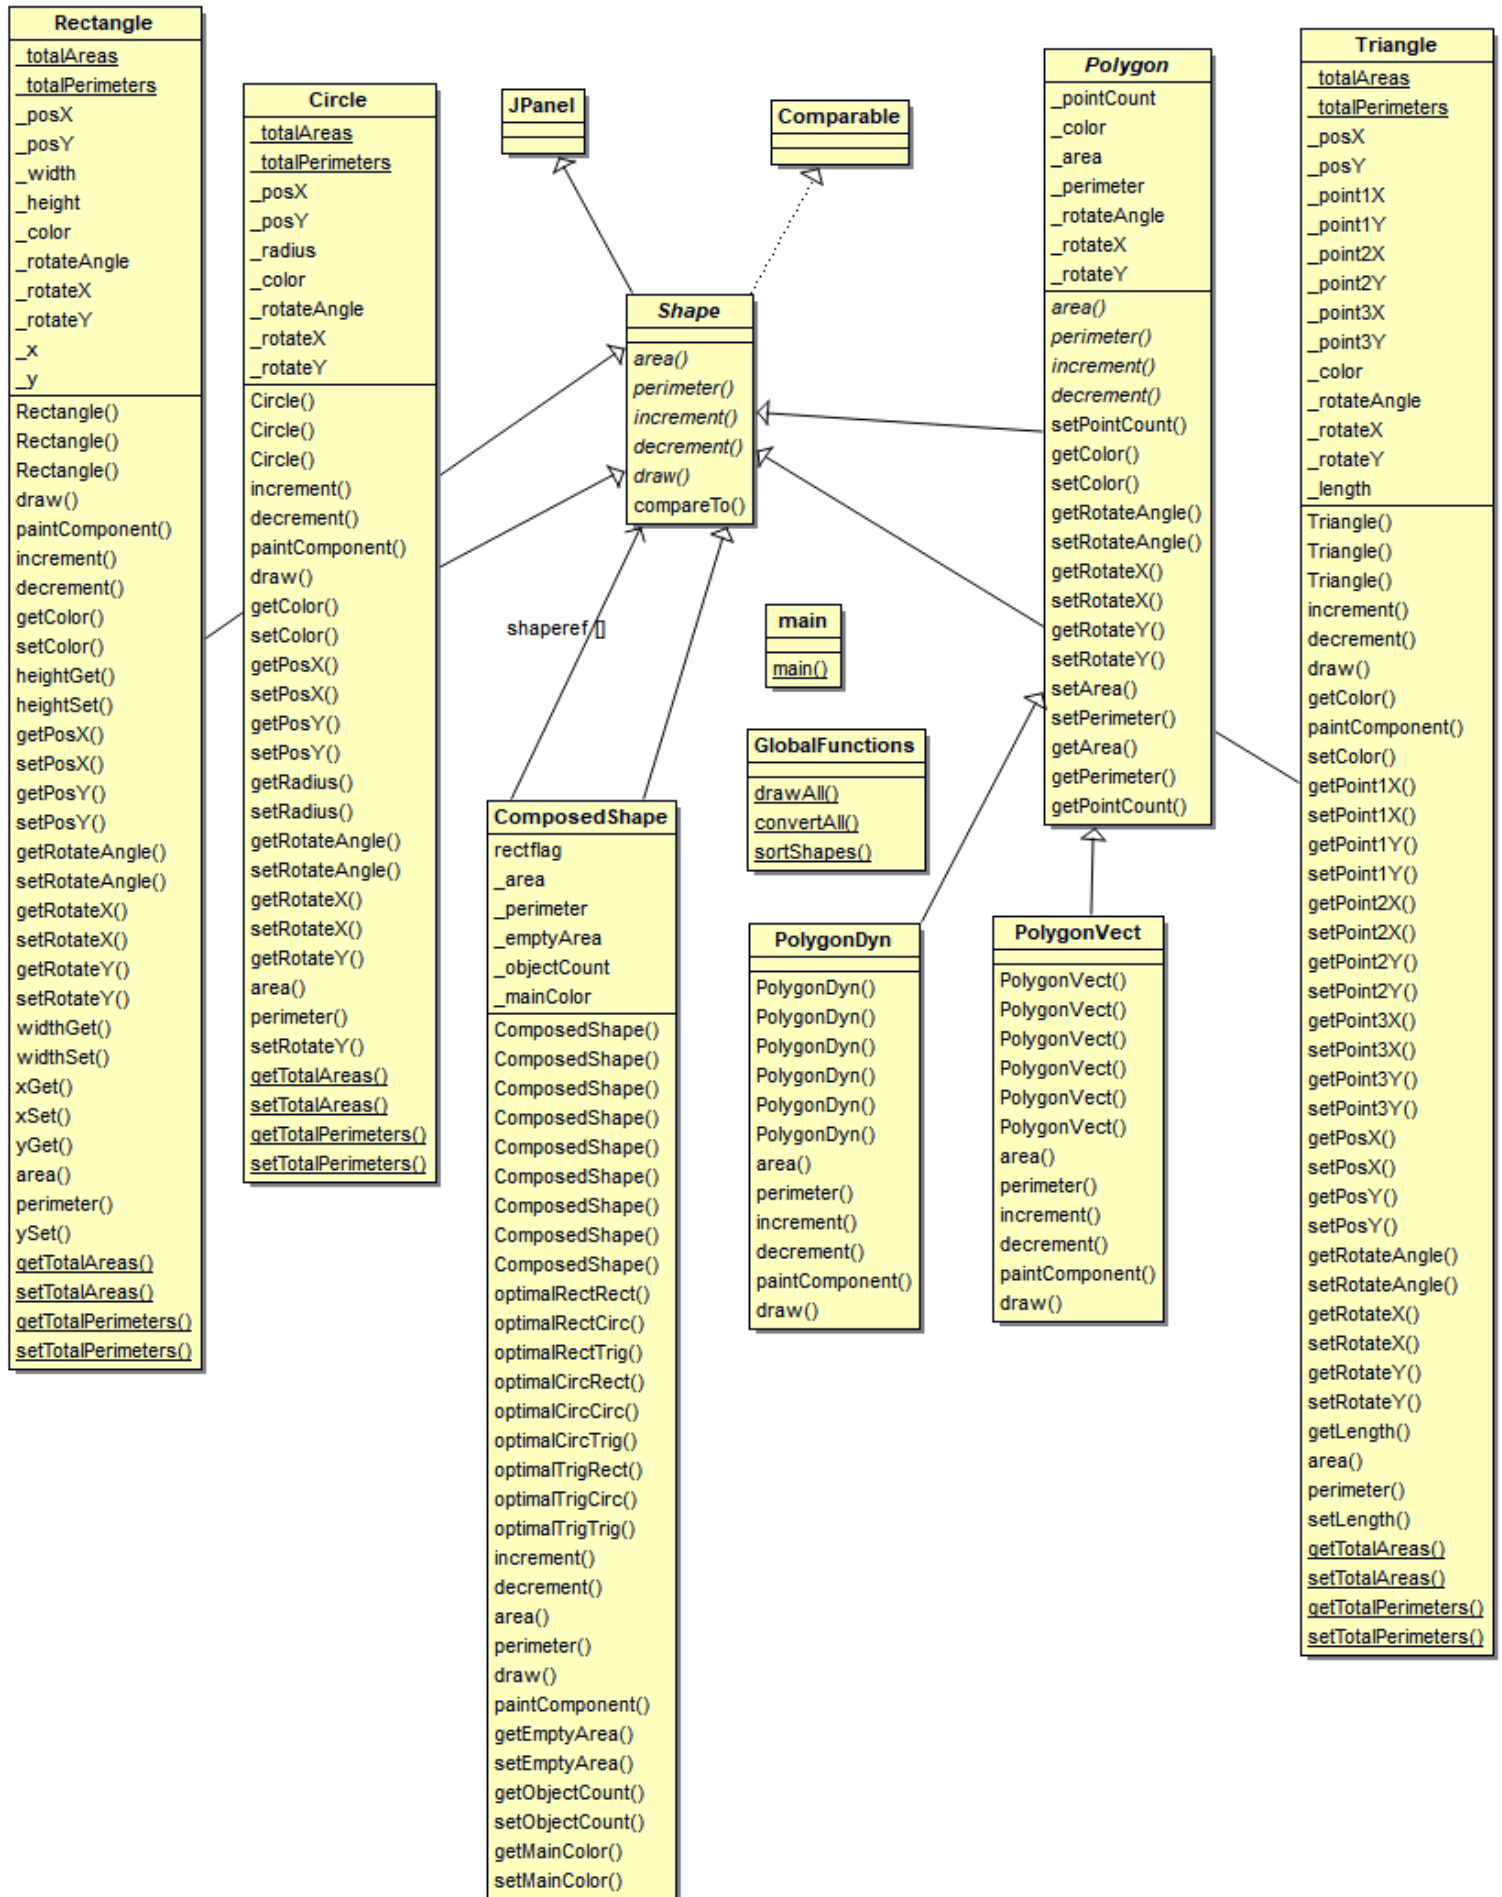 Rectangle
_totalAreas
_totalPerimeters
_posX
_posY
_width
_height
_color
_rotateAngle
_rotateX
_rotateY
_x
_y
Rectangle()
Rectangle()
Rectangle()
draw()
paintComponent()
increment()
decrement()
getColor()
setColor()
heightGet()
heightSet()
getPosX()
setPosX()
getPosY()
setPosY()
getRotateAngle()
setRotateAngle()
getRotateX()
setRotateX()
getRotateY()
setRotateY()
widthGet()
widthSet()
xGet()
xSet()
yGet()
area()
perimeter()
ySet()
getTotalAreas()
setTotalAreas()
getTotalPerimeters()
setTotalPerimeters()
Circle
_totalAreas
_totalPerimeters
_posX
_posY
_radius
_color
_rotateAngle
_rotateX
_rotateY
Circle()
Circle()
Circle()
increment()
decrement()
paintComponent()
draw()
getColor()
setColor()
getPosX()
setPosX()
getPosY()
setPosY()
getRadius()
setRadius()
getRotateAngle()
setRotateAngle()
getRotateX()
setRotateX()
getRotateY()
area()
perimeter()
setRotateY()
getTotalAreas()
setTotalAreas()
getTotalPerimeters()
setTotalPerimeters()
JPanel
Comparable
Shape
area()
perimeter()
increment()
decrement()
draw()
compareTo()
shaperef []
main
main()
GlobalFunctions
drawAll()
convertAll()
sortShapes()
ComposedShape
rectflag
_area
_perimeter
_emptyArea
_objectCount
_mainColor
ComposedShape()
ComposedShape()
ComposedShape()
ComposedShape()
ComposedShape()
ComposedShape()
ComposedShape()
ComposedShape()
ComposedShape()
optimalRectRect()
optimalRectCirc()
optimalRectTrig()
optimalCircRect()
optimalCircCirc()
optimalCircTrig()
optimalTrigRect()
optimalTrigCirc()
optimalTrigTrig()
increment()
decrement()
area()
perimeter()
draw()
paintComponent()
getEmptyArea()
setEmptyArea()
getObjectCount()
setObjectCount()
getMainColor()
setMainColor()
PolygonDyn
PolygonDyn()
PolygonDyn()
PolygonDyn()
PolygonDyn()
PolygonDyn()
PolygonDyn()
area()
perimeter()
increment()
decrement()
paintComponent()
draw()
PolygonVect
PolygonVect()
PolygonVect()
PolygonVect()
PolygonVect()
PolygonVect()
PolygonVect()
area()
perimeter()
increment()
decrement()
paintComponent()
draw()
Polygon
_pointCount
_color
_area
_perimeter
_rotateAngle
_rotateX
_rotateY
area()
perimeter()
increment()
decrement()
setPointCount()
getColor()
setColor()
getRotateAngle()
setRotateAngle()
getRotateX()
setRotateX()
getRotateY()
setRotateY()
setArea()
setPerimeter()
getArea()
getPerimeter()
getPointCount()
Triangle
_totalAreas
_totalPerimeters
_posX
_posY
_point1X
_point1Y
_point2X
_point2Y
_point3X
_point3Y
_color
_rotateAngle
_rotateX
_rotateY
_length
Triangle()
Triangle()
Triangle()
increment()
decrement()
draw()
getColor()
paintComponent()
setColor()
getPoint1X()
setPoint1X()
getPoint1Y()
setPoint1Y()
getPoint2X()
setPoint2X()
getPoint2Y()
setPoint2Y()
getPoint3X()
setPoint3X()
getPoint3Y()
setPoint3Y()
getPosX()
setPosX()
getPosY()
setPosY()
getRotateAngle()
setRotateAngle()
getRotateX()
setRotateX()
getRotateY()
setRotateY()
getLength()
area()
perimeter()
setLength()
getTotalAreas()
setTotalAreas()
getTotalPerimeters()
setTotalPerimeters()